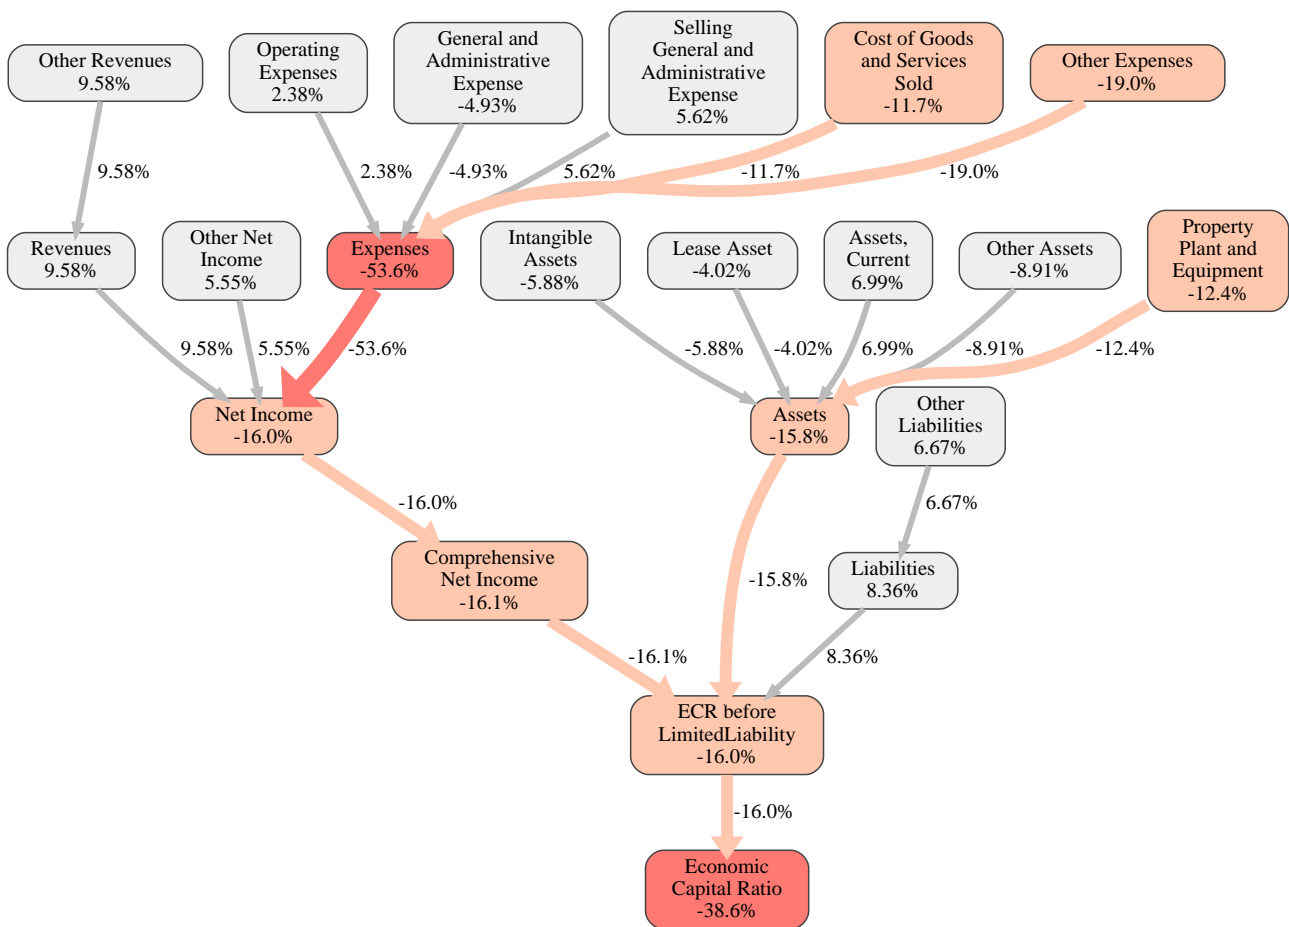 Other Revenues
9.58%
Operating
Expenses
2.38%
General and
Administrative
Expense
-4.93%
Selling
General and
Administrative
Expense
5.62%
Cost of Goods
and Services
Sold
-11.7%
Other Expenses
-19.0%
9.58%
2.38%
-4.93%
5.62%
-11.7%
-19.0%
Revenues
9.58%
Other Net
Income
5.55%
Expenses
-53.6%
Intangible
Assets
-5.88%
Lease Asset
-4.02%
Assets,
Current
6.99%
Other Assets
-8.91%
Property
Plant and
Equipment
-12.4%
9.58%
5.55%
-53.6%
-5.88%
-4.02%
6.99%
-8.91%
-12.4%
Net Income
-16.0%
Assets
-15.8%
Other
Liabilities
6.67%
-16.0%
6.67%
Comprehensive
Net Income
-16.1%
-15.8%
Liabilities
8.36%
-16.1%
8.36%
ECR before
LimitedLiability
-16.0%
-16.0%
Economic
Capital Ratio
-38.6%